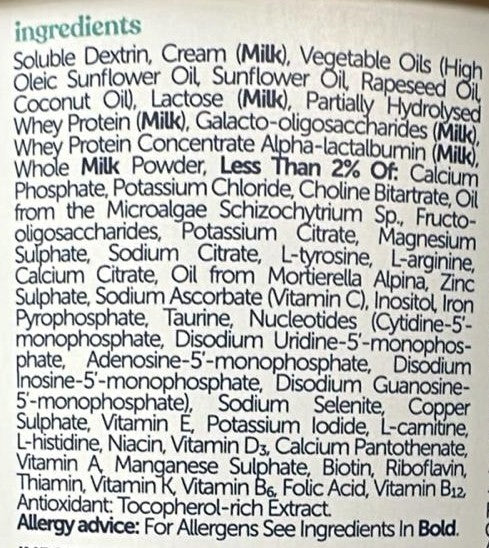 ingredients
Soluble Dextrin, Cream (Milk), Vegetable Oils (High
Oleic Sunflower Oil, Sunflower Oil, Rapeseed Oil,
Coconut Oil), Lactose (Milk), Partially Hydrolysed
Whey Protein (Milk), Galacto-oligosaccharides (Milk),
Whey Protein Concentrate Alpha-lactalbumin (Milk),
Whole Milk Powder, Less Than 2% Of: Calcium
Phosphate, Potassium Chloride, Choline Bitartrate, Oil
from the Microalgae Schizochytrium Sp., Fructo-
oligosaccharides, Potassium Citrate, Magnesium
Sulphate, Sodium Citrate, L-tyrosine, L-arginine,
Calcium Citrate, Oil from Mortierella Alpina, Zinc
Sulphate, Sodium Ascorbate (Vitamin C), Inositol, Iron
Pyrophosphate, Taurine, Nucleotides (Cytidine-5'-
monophosphate, Disodium Uridine-5'-monophos-
phate, Adenosine-5'-monophosphate, Disodium
Inosine-5'-monophosphate, Disodium Guanosine-
5'-monophosphate), Sodium Selenite, Copper
Sulphate, Vitamin E, Potassium Iodide, L-carnitine,
L-histidine, Niacin, Vitamin D3, Calcium Pantothenate,
Vitamin A, Manganese Sulphate, Biotin, Riboflavin,
Thiamin, Vitamin K, Vitamin B6, Folic Acid, Vitamin B12,
Antioxidant: Tocopherol-rich Extract.
Allergy advice: For Allergens See Ingredients In Bold.